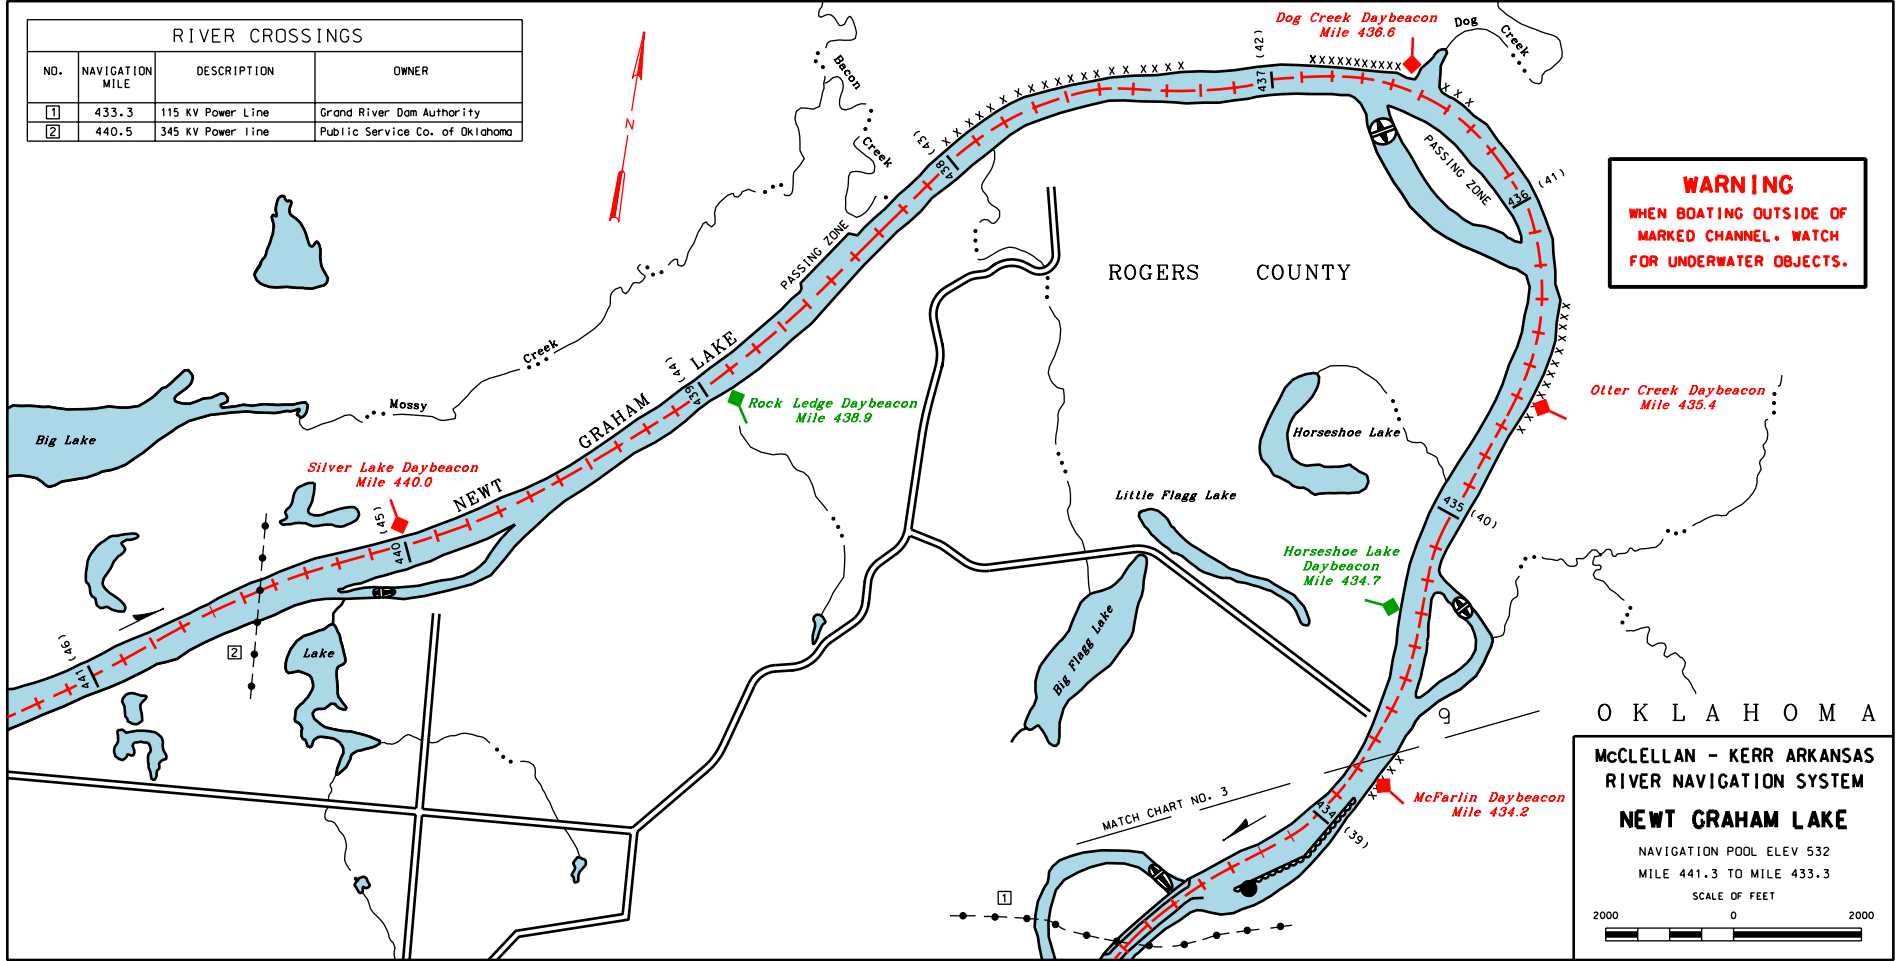 RIVER CROSSINGS
NO. NAVIGATION MILE DESCRIPTION OWNER
1 433.3 115 KV Power Line Grand River Dam Authority
2 440.5 345 KV Power line Public Service Co. of Oklahoma
N
Bacon
Creek
Dog Creek Daybeacon
Mile 436.6
Dog
Creek
(42)
437
XXXXXXXXXXX
XXX
(43)
438
PASSING ZONE
436
(41)
WARNING
WHEN BOATING OUTSIDE OF
MARKED CHANNEL. WATCH
FOR UNDERWATER OBJECTS.
ROGERS COUNTY
PASSING ZONE
Creek
Mossy
Big Lake
(44)
439
NEWT GRAHAM LAKE
Rock Ledge Daybeacon
Mile 438.9
Otter Creek Daybeacon
Mile 435.4
Horseshoe Lake
Silver Lake Daybeacon
Mile 440.0
(45)
440
Little Flagg Lake
435
(40)
Horseshoe Lake
Daybeacon
Mile 434.7
Big Flagg Lake
(46)
441
2
Lake
9
OKLAHOMA
McFarlin Daybeacon
Mile 434.2
MATCH CHART NO. 3
434
(39)
1
McCLELLAN - KERR ARKANSAS
RIVER NAVIGATION SYSTEM
NEWT GRAHAM LAKE
NAVIGATION POOL ELEV 532
MILE 441.3 TO MILE 433.3
SCALE OF FEET
2000 0 2000